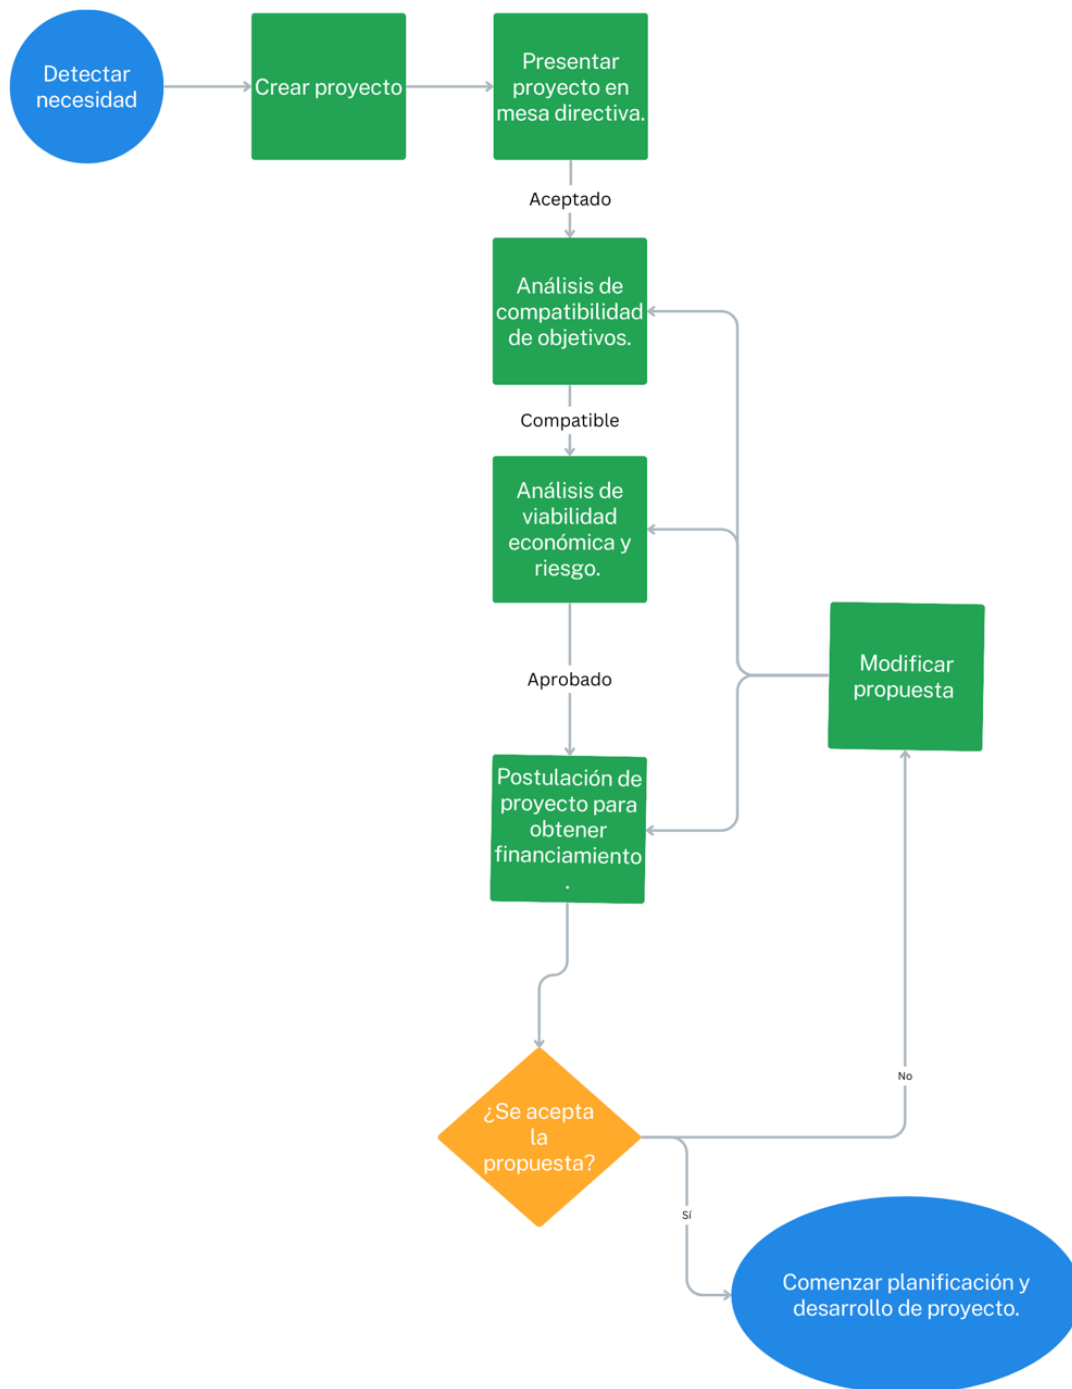 Detectar
necesidad
Crear proyecto
Presentar
proyecto en
mesa directiva.
Aceptado
Análisis de
compatibilidad
de objetivos.
Compatible
Análisis de
viabilidad
económica y
riesgo.
Modificar
propuesta
Aprobado
Postulación de
proyecto para
obtener
financiamiento
.
No
¿Se acepta
la
propuesta?
Sí
Comenzar planificación y
desarrollo de proyecto.